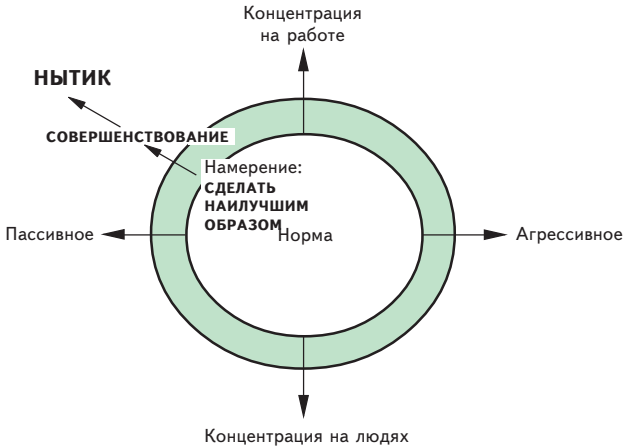 Концентрация
на работе
НЫТИК
СОВЕРШЕНСТВОВАНИЕ
Намерение:
СДЕЛАТЬ
НАИЛУЧШИМ
ОБРАЗОМ
Норма
Пассивное
Агрессивное
Концентрация на людях